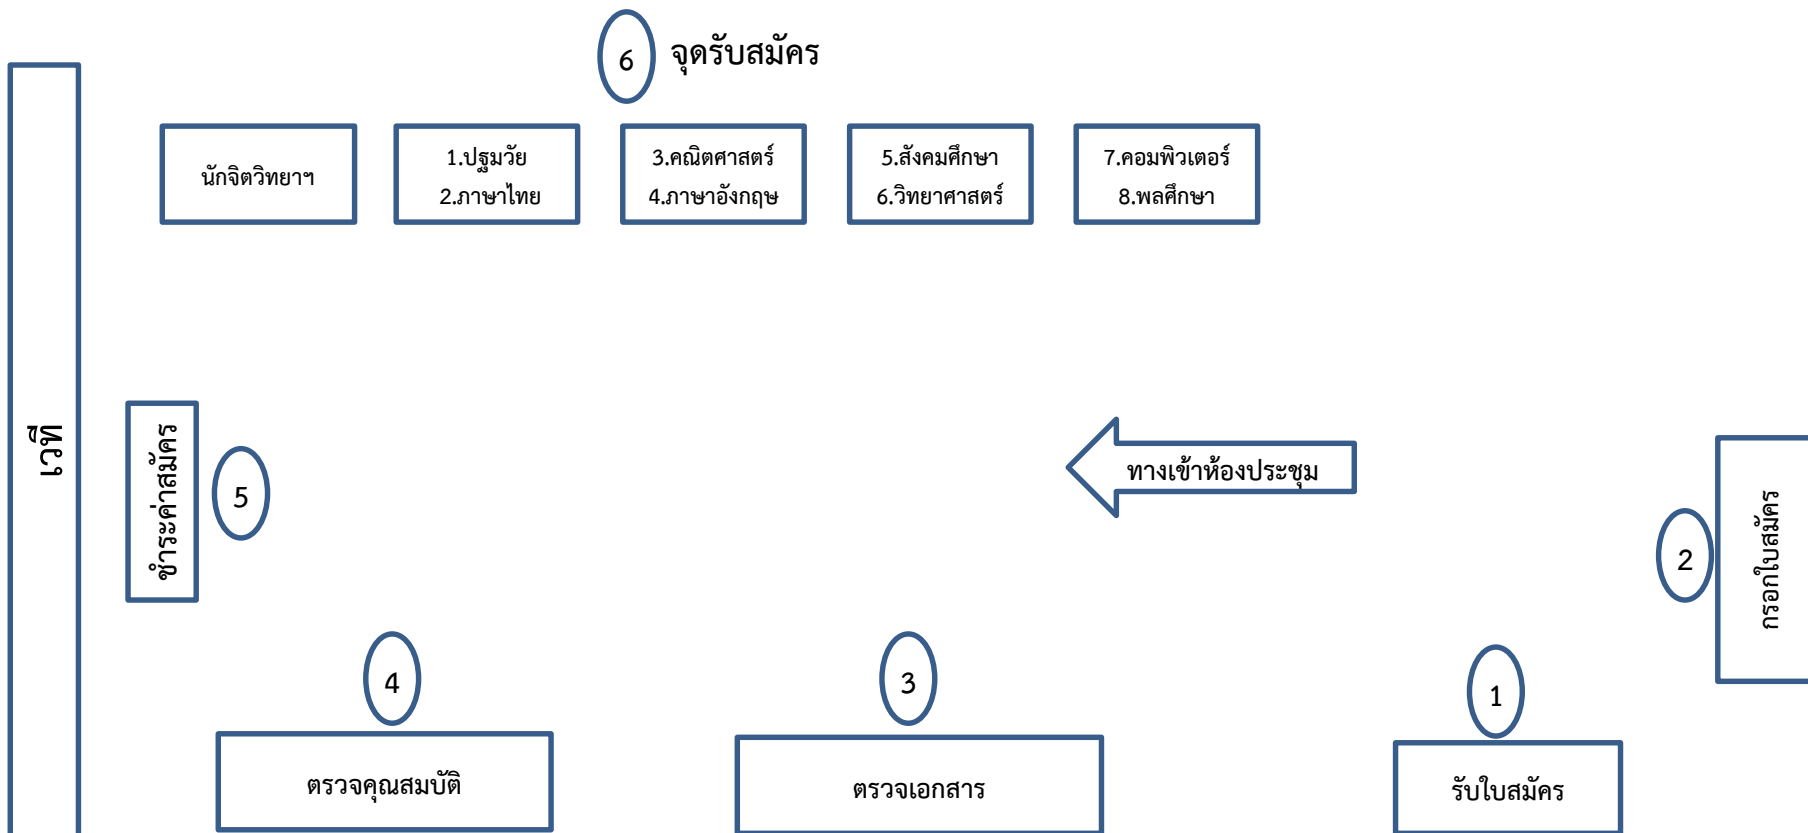 6 จุดรับสมัคร
นักจิตวิทยาฯ
1.ปฐมวัย
2.ภาษาไทย
3.คณิตศาสตร์
4.ภาษาอังกฤษ
5.สังคมศึกษา
6.วิทยาศาสตร์
7.คอมพิวเตอร์
8.พลศึกษา
เวที
ชำระค่าสมัคร
5
ทางเข้าห้องประชุม
2
กรอกใบสมัคร
4
ตรวจคุณสมบัติ
3
ตรวจเอกสาร
1
รับใบสมัคร